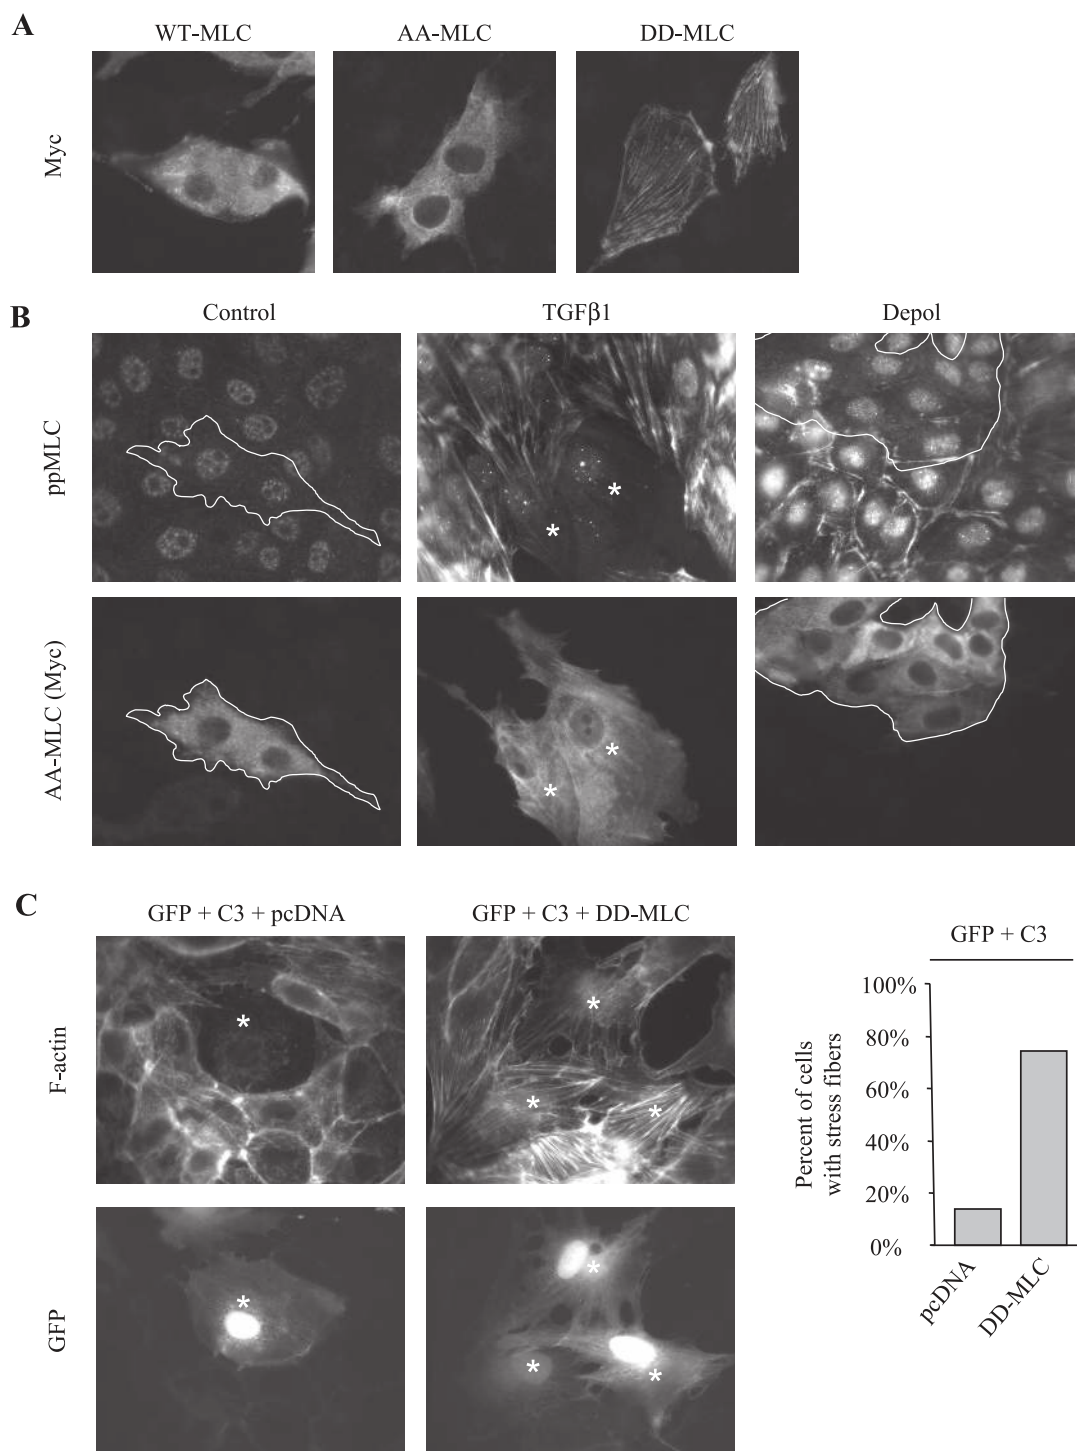 A
WT-MLC
AA-MLC
DD-MLC
Myc
B
Control
TGFβ1
Depol
ppMLC
*
*
AA-MLC (Myc)
*
*
C
GFP + C3 + pcDNA
GFP + C3 + DD-MLC
F-actin
*
*
*
*
GFP
*
*
*
*
GFP + C3
Percent of cells
with stress fibers
100%
80%
60%
40%
20%
0%
pcDNA
DD-MLC